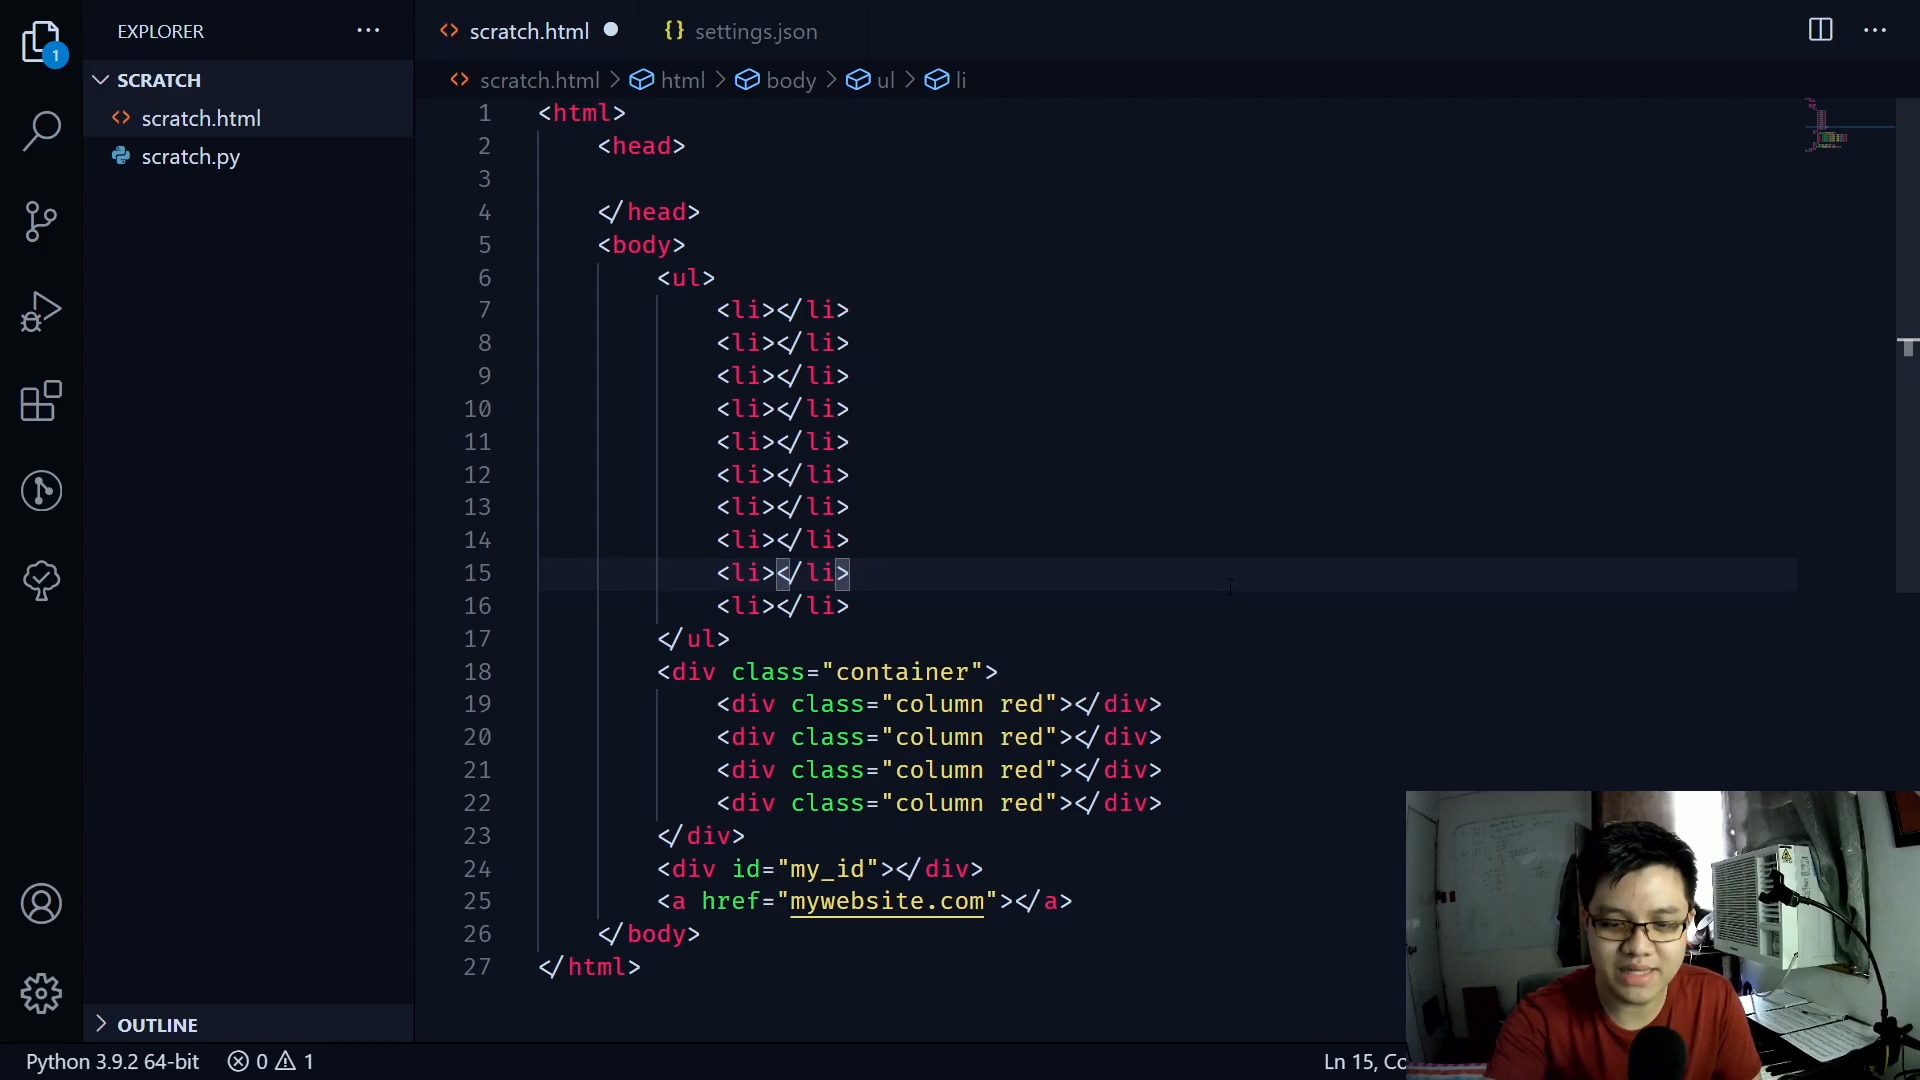 EXPLORER
SCRATCH
scratch.html
scratch.py
OUTLINE
1
scratch.html
settings.json
scratch.html > html > body > ul > li
1 <html>
2 <head>
3
4 </head>
5 <body>
6 <ul>
7 <li></li>
8 <li></li>
9 <li></li>
10 <li></li>
11 <li></li>
12 <li></li>
13 <li></li>
14 <li></li>
15 <li></li>
16 <li></li>
17 </ul>
18 <div class="container">
19 <div class="column red"></div>
20 <div class="column red"></div>
21 <div class="column red"></div>
22 <div class="column red"></div>
23 </div>
24 <div id="my_id"></div>
25 <a href="mywebsite.com"></a>
26 </body>
27 </html>
Python 3.9.2 64-bit 0 1
Ln 15, Co